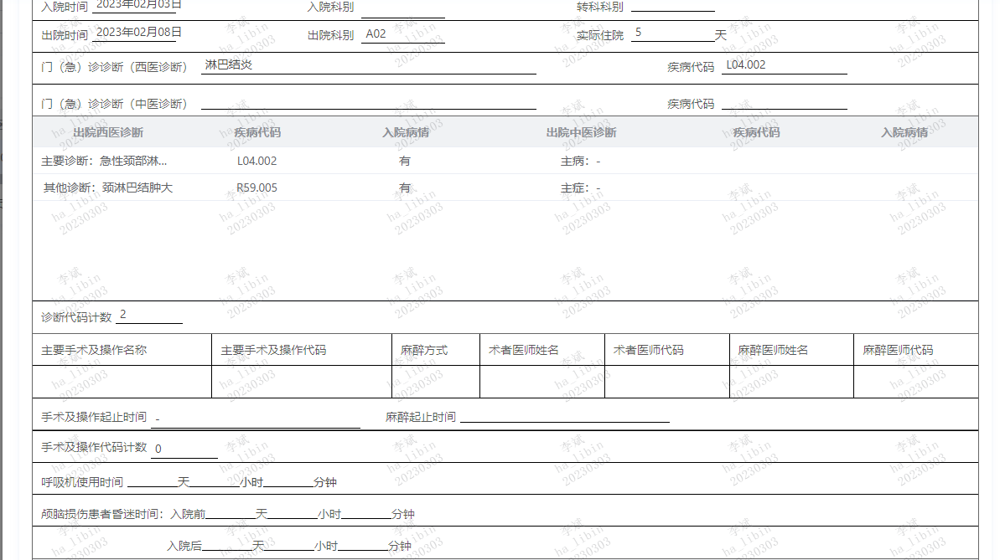 入院时间 2023年02月03日 入院科别 转科科别
出院时间 2023年02月08日 出院科别 A02 实际住院 5 天
门（急）诊诊断（西医诊断） 淋巴结炎 疾病代码 L04.002
门（急）诊诊断（中医诊断） 疾病代码
出院西医诊断 疾病代码 入院病情 出院中医诊断 疾病代码 入院病情
主要诊断：急性颈部淋... L04.002 有 主病：-
其他诊断：颈淋巴结肿大 R59.005 有 主症：-
诊断代码计数 2
主要手术及操作名称 主要手术及操作代码 麻醉方式 术者医师姓名 术者医师代码 麻醉医师姓名 麻醉医师代码
手术及操作起止时间 - 麻醉起止时间
手术及操作代码计数 0
呼吸机使用时间 天 小时 分钟
颅脑损伤患者昏迷时间：入院前 天 小时 分钟
入院后 天 小时 分钟
李斌
ha_libin
20230303